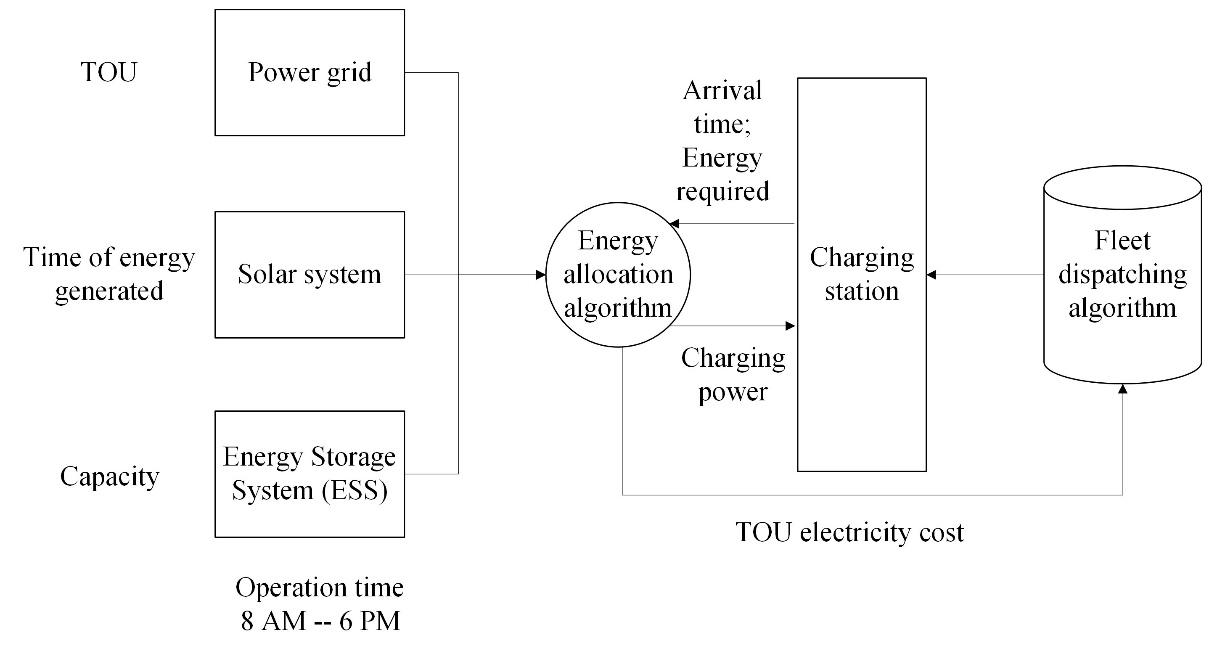 TOU
Power grid
Time of energy
generated
Solar system
Capacity
Energy Storage
System (ESS)
Operation time
8 AM -- 6 PM
Energy
allocation
algorithm
Arrival
time;
Energy
required
Charging
power
Charging
station
Fleet
dispatching
algorithm
TOU electricity cost